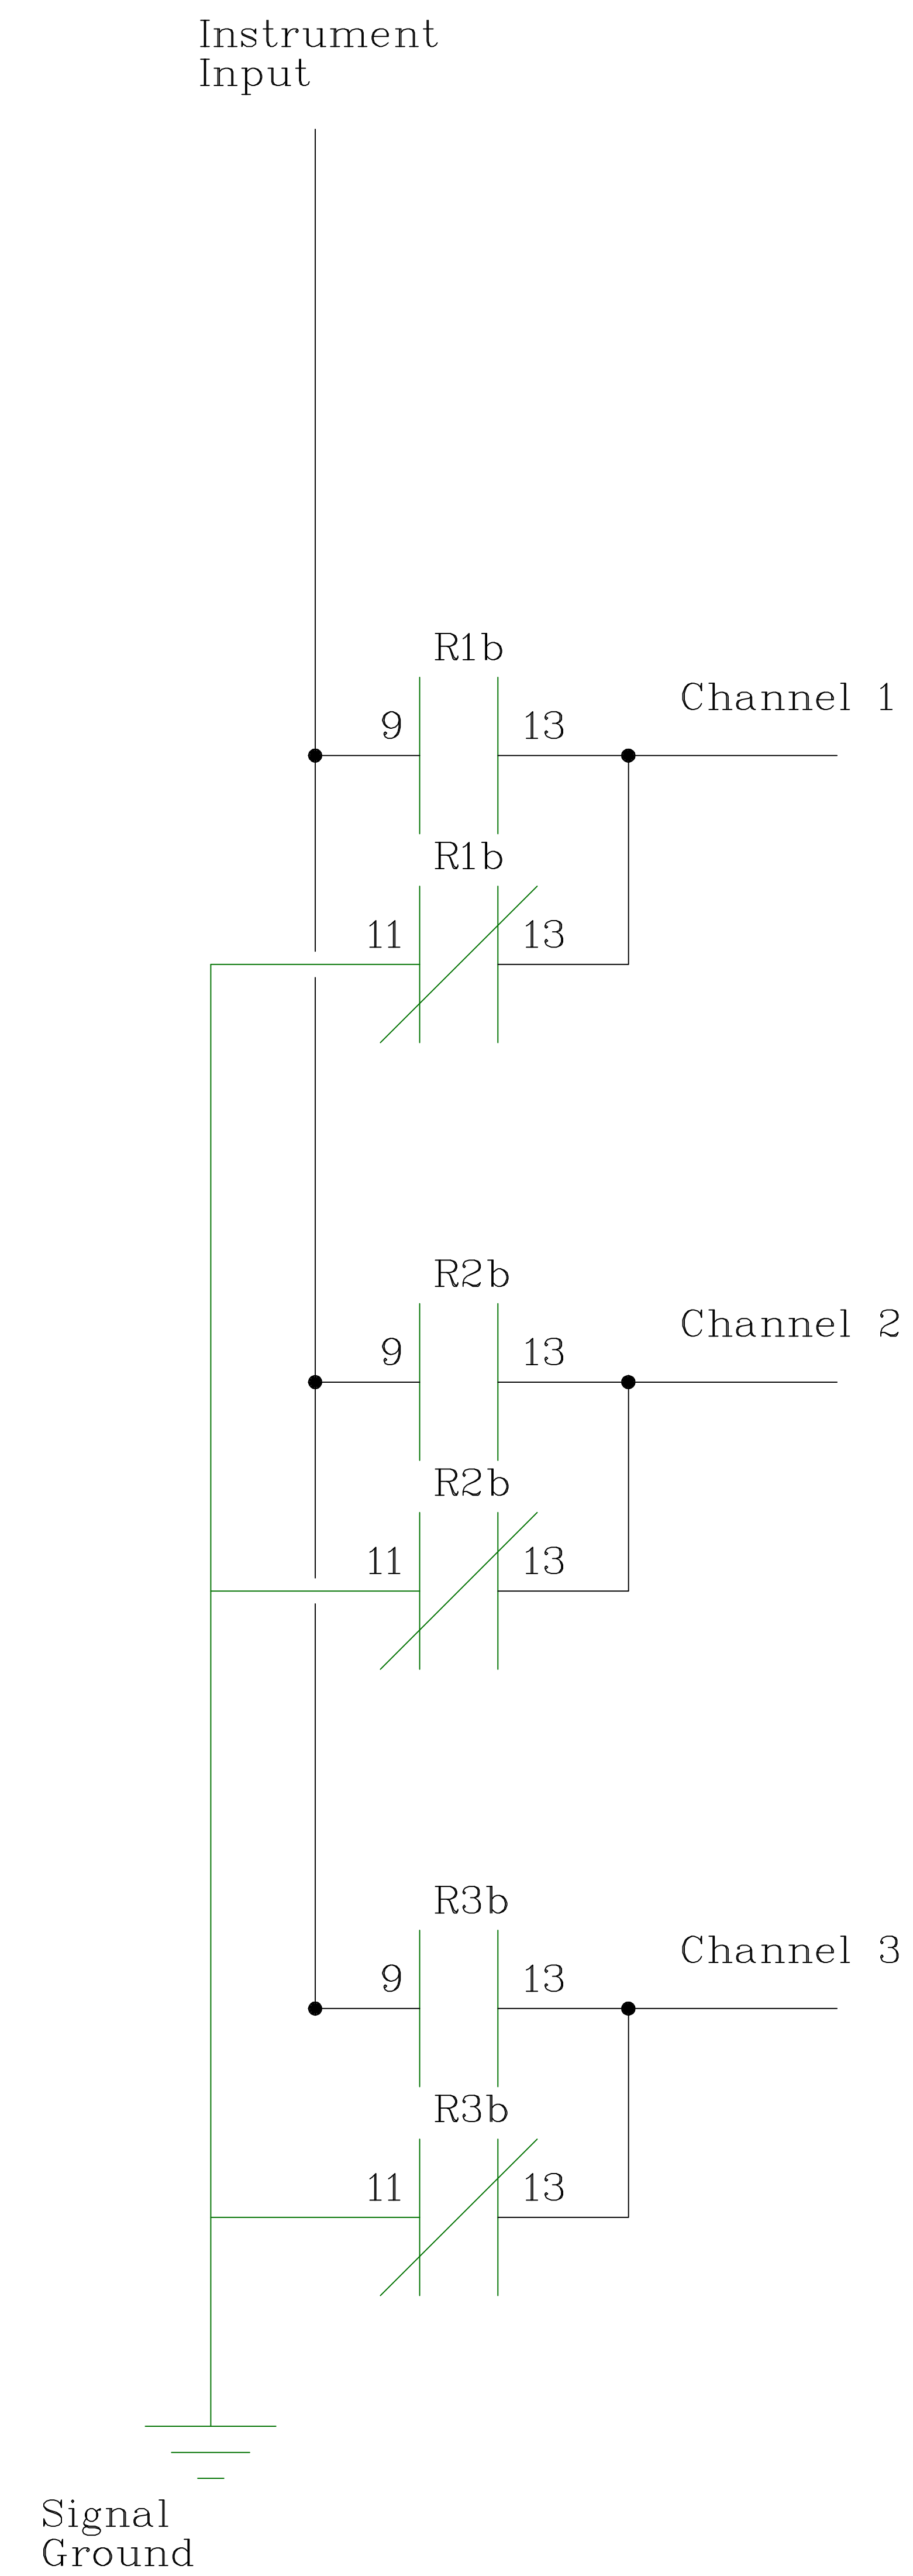 Instrument
Input
R1b
Channel 1
9 13
R1b
11 13
R2b
Channel 2
9 13
R2b
11 13
R3b
Channel 3
9 13
R3b
11 13
Signal
Ground